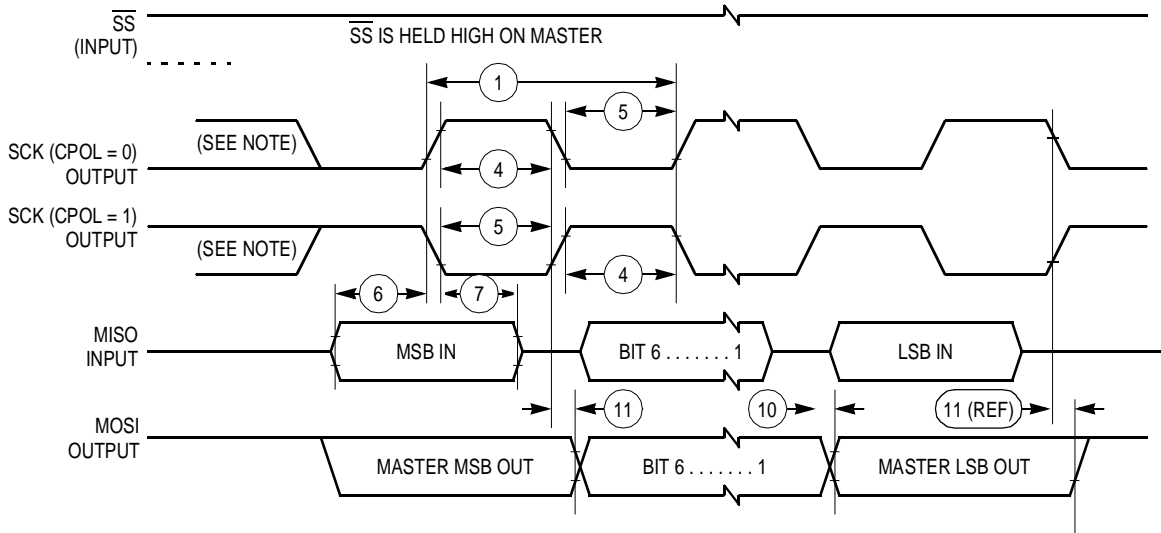 SS
(INPUT)
SS IS HELD HIGH ON MASTER
1
5
(SEE NOTE)
SCK (CPOL = 0)
OUTPUT
4
SCK (CPOL = 1)
OUTPUT
5
(SEE NOTE)
4
6
7
MISO
INPUT
MSB IN
BIT 6 . . . . . . . 1
LSB IN
11
10
11 (REF)
MOSI
OUTPUT
MASTER MSB OUT
BIT 6 . . . . . . . 1
MASTER LSB OUT